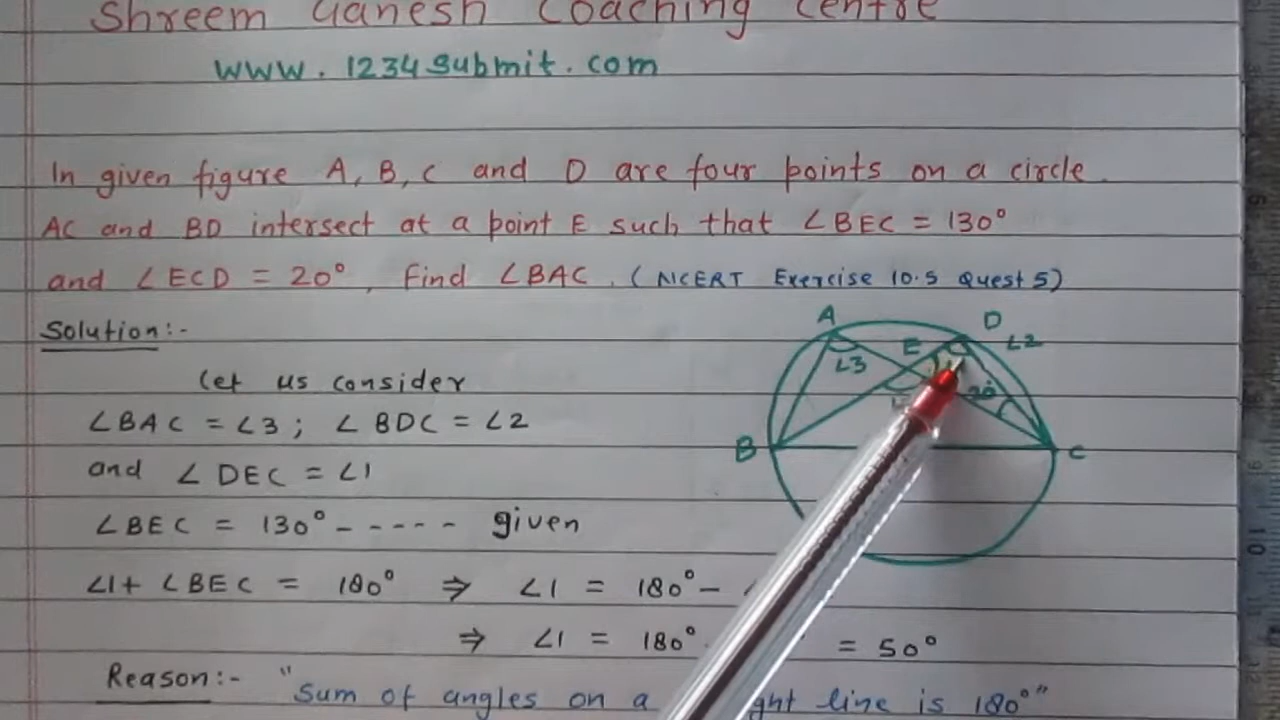 Shreem Ganesh Coaching Centre
www.1234submit.com
In given figure A, B, C and D are four points on a circle.
AC and BD intersect at a point E such that ∠BEC = 130°
and ∠ECD = 20°, Find ∠BAC. (NCERT Exercise 10.5 Quest 5)
Solution:-
A
D
E
∠2
∠3
20°
B
C
let us consider
∠BAC = ∠3 ; ∠BDC = ∠2
and ∠DEC = ∠1
∠BEC = 130° - - - - - given
∠1 + ∠BEC = 180° ⇒ ∠1 = 180° -
⇒ ∠1 = 180° = 50°
Reason:- "Sum of angles on a line is 180°"
10